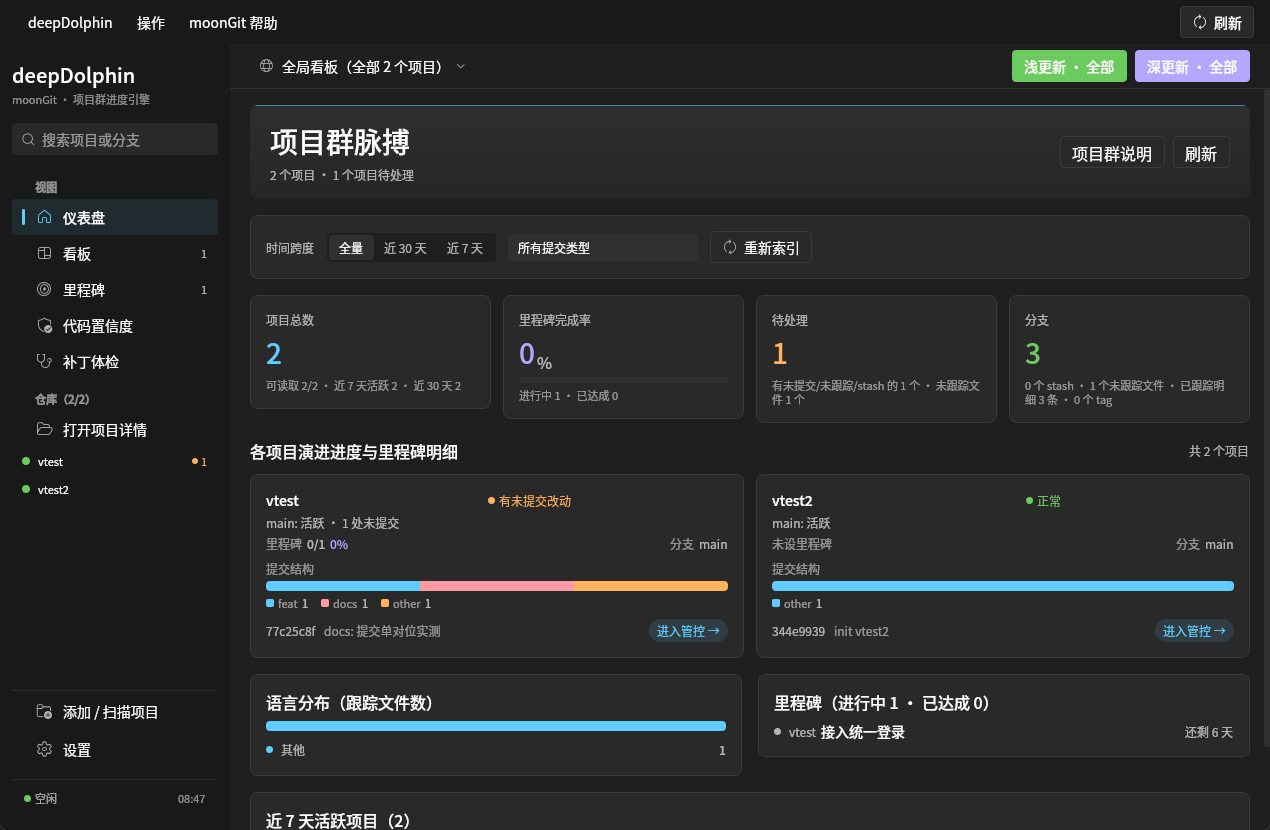 deepDolphin 操作 moonGit 帮助 刷新
deepDolphin
moonGit · 项目群进度引擎
搜索项目或分支
视图
仪表盘
看板 1
里程碑 1
代码置信度
补丁体检
仓库（2/2）
打开项目详情
vtest 1
vtest2
添加 / 扫描项目
设置
空闲 08:47
全局看板（全部 2 个项目） 浅更新 · 全部 深更新 · 全部
项目群脉搏
2 个项目 · 1 个项目待处理
项目群说明 刷新
时间跨度 全量 近 30 天 近 7 天 所有提交类型 重新索引
项目总数
2
可读取 2/2 · 近 7 天活跃 2 · 近 30 天 2
里程碑完成率
0%
进行中 1 · 已达成 0
待处理
1
有未提交/未跟踪/stash 的 1 个 · 未跟踪文
件 1 个
分支
3
0 个 stash · 1 个未跟踪文件 · 已跟踪明
细 3 条 · 0 个 tag
各项目演进进度与里程碑明细 共 2 个项目
vtest 有未提交改动
main: 活跃 · 1 处未提交
里程碑 0/1 0% 分支 main
提交结构
feat 1 docs 1 other 1
77c25c8f docs: 提交单对位实测 进入管控→
vtest2 正常
main: 活跃
未设里程碑 分支 main
提交结构
other 1
344e9939 init vtest2 进入管控→
语言分布（跟踪文件数）
其他 1
里程碑（进行中 1 · 已达成 0）
vtest 接入统一登录 还剩 6 天
近 7 天活跃项目（2）